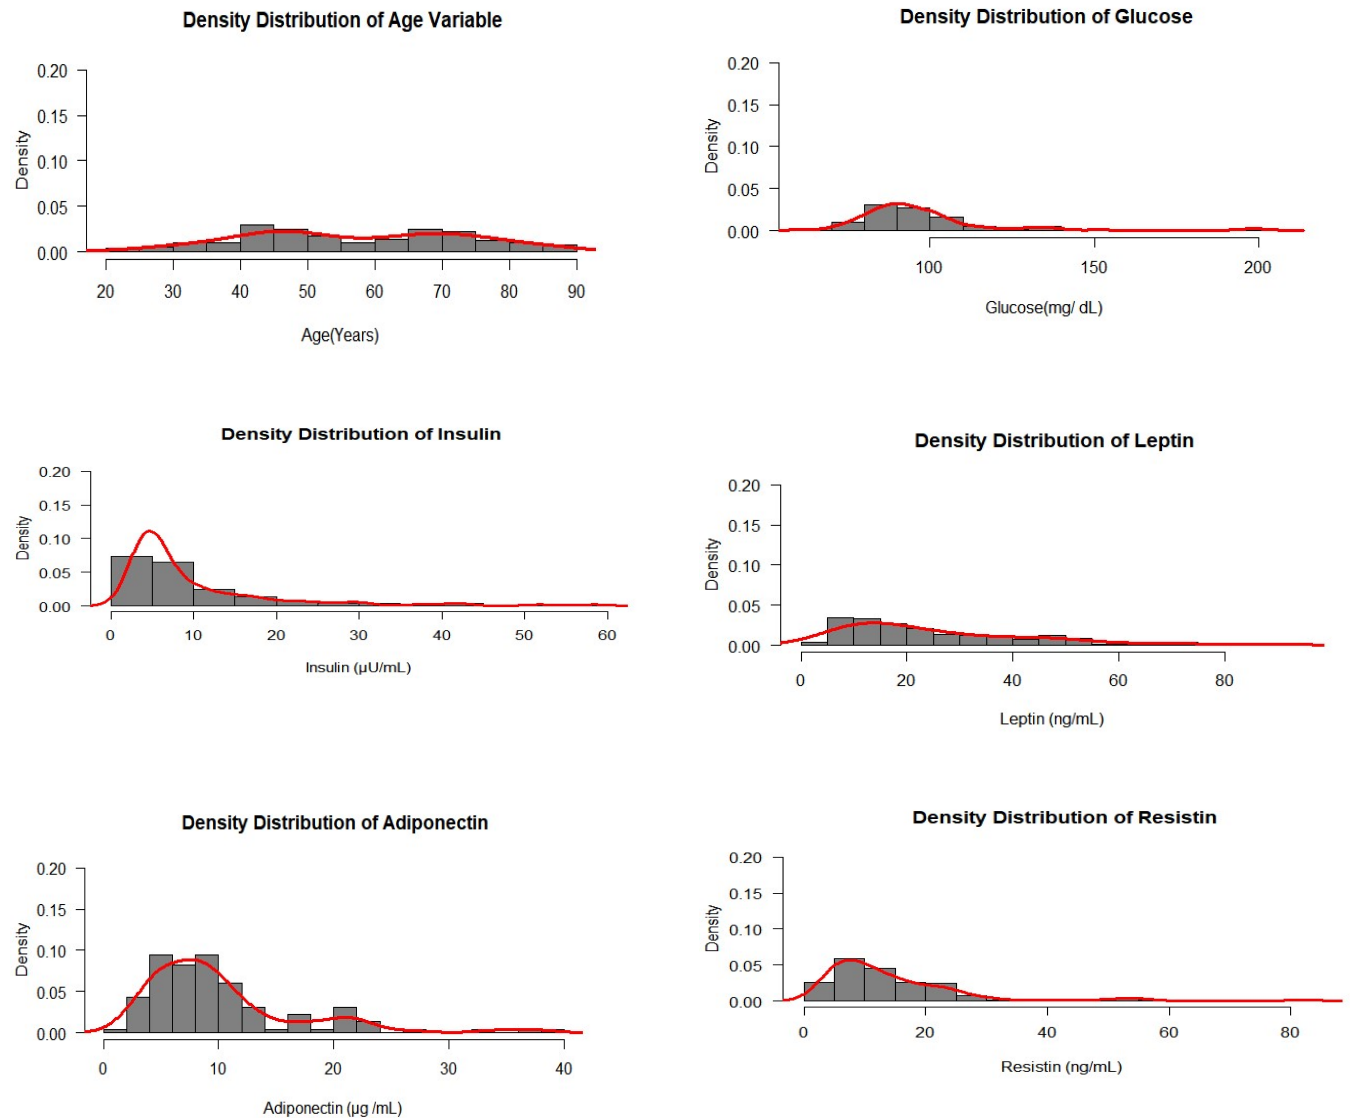 Density Distribution of Age Variable
0.20
0.15
0.10
0.05
0.00
Density
20 30 40 50 60 70 80 90
Age(Years)
Density Distribution of Glucose
0.20
0.15
0.10
0.05
0.00
Density
100 150 200
Glucose(mg/ dL)
Density Distribution of Insulin
0.20
0.15
0.10
0.05
0.00
Density
0 10 20 30 40 50 60
Insulin (µU/mL)
Density Distribution of Leptin
0.20
0.15
0.10
0.05
0.00
Density
0 20 40 60 80
Leptin (ng/mL)
Density Distribution of Adiponectin
0.20
0.15
0.10
0.05
0.00
Density
0 10 20 30 40
Adiponectin (µg /mL)
Density Distribution of Resistin
0.20
0.15
0.10
0.05
0.00
Density
0 20 40 60 80
Resistin (ng/mL)